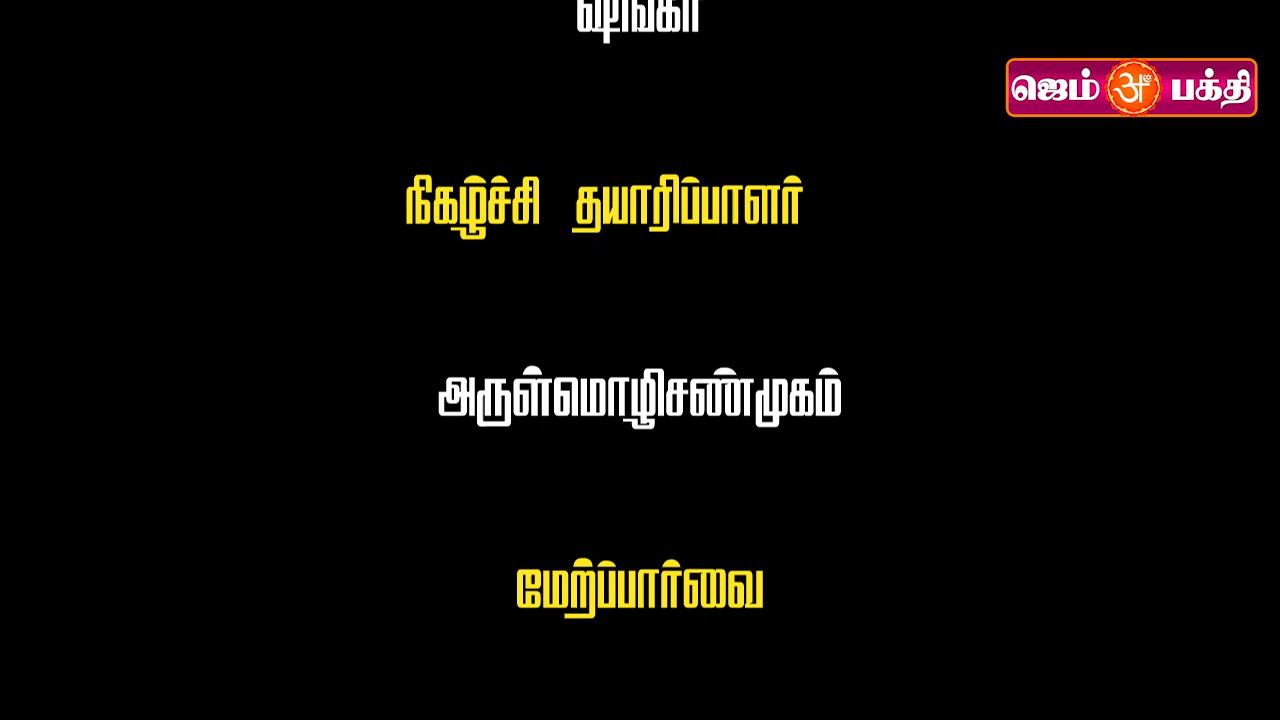 ஜெம் பக்தி
நிகழ்ச்சி தயாரிப்பாளர்
அருள்மொழிசண்முகம்
மேற்ப்பார்வை